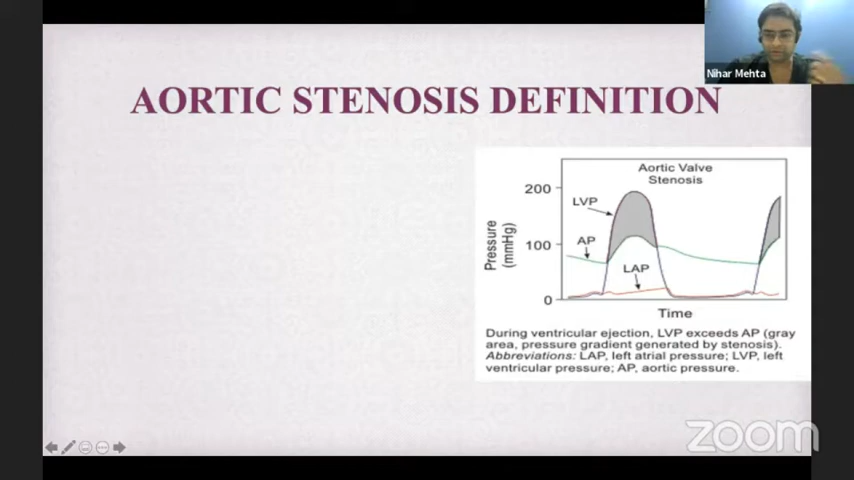 Nihar Mehta
AORTIC STENOSIS DEFINITION
Aortic Valve
Stenosis
200
LVP
Pressure
(mmHg)
AP
100
LAP
0
Time
During ventricular ejection, LVP exceeds AP (gray
area, pressure gradient generated by stenosis).
Abbreviations: LAP, left atrial pressure; LVP, left
ventricular pressure; AP, aortic pressure.
zoom